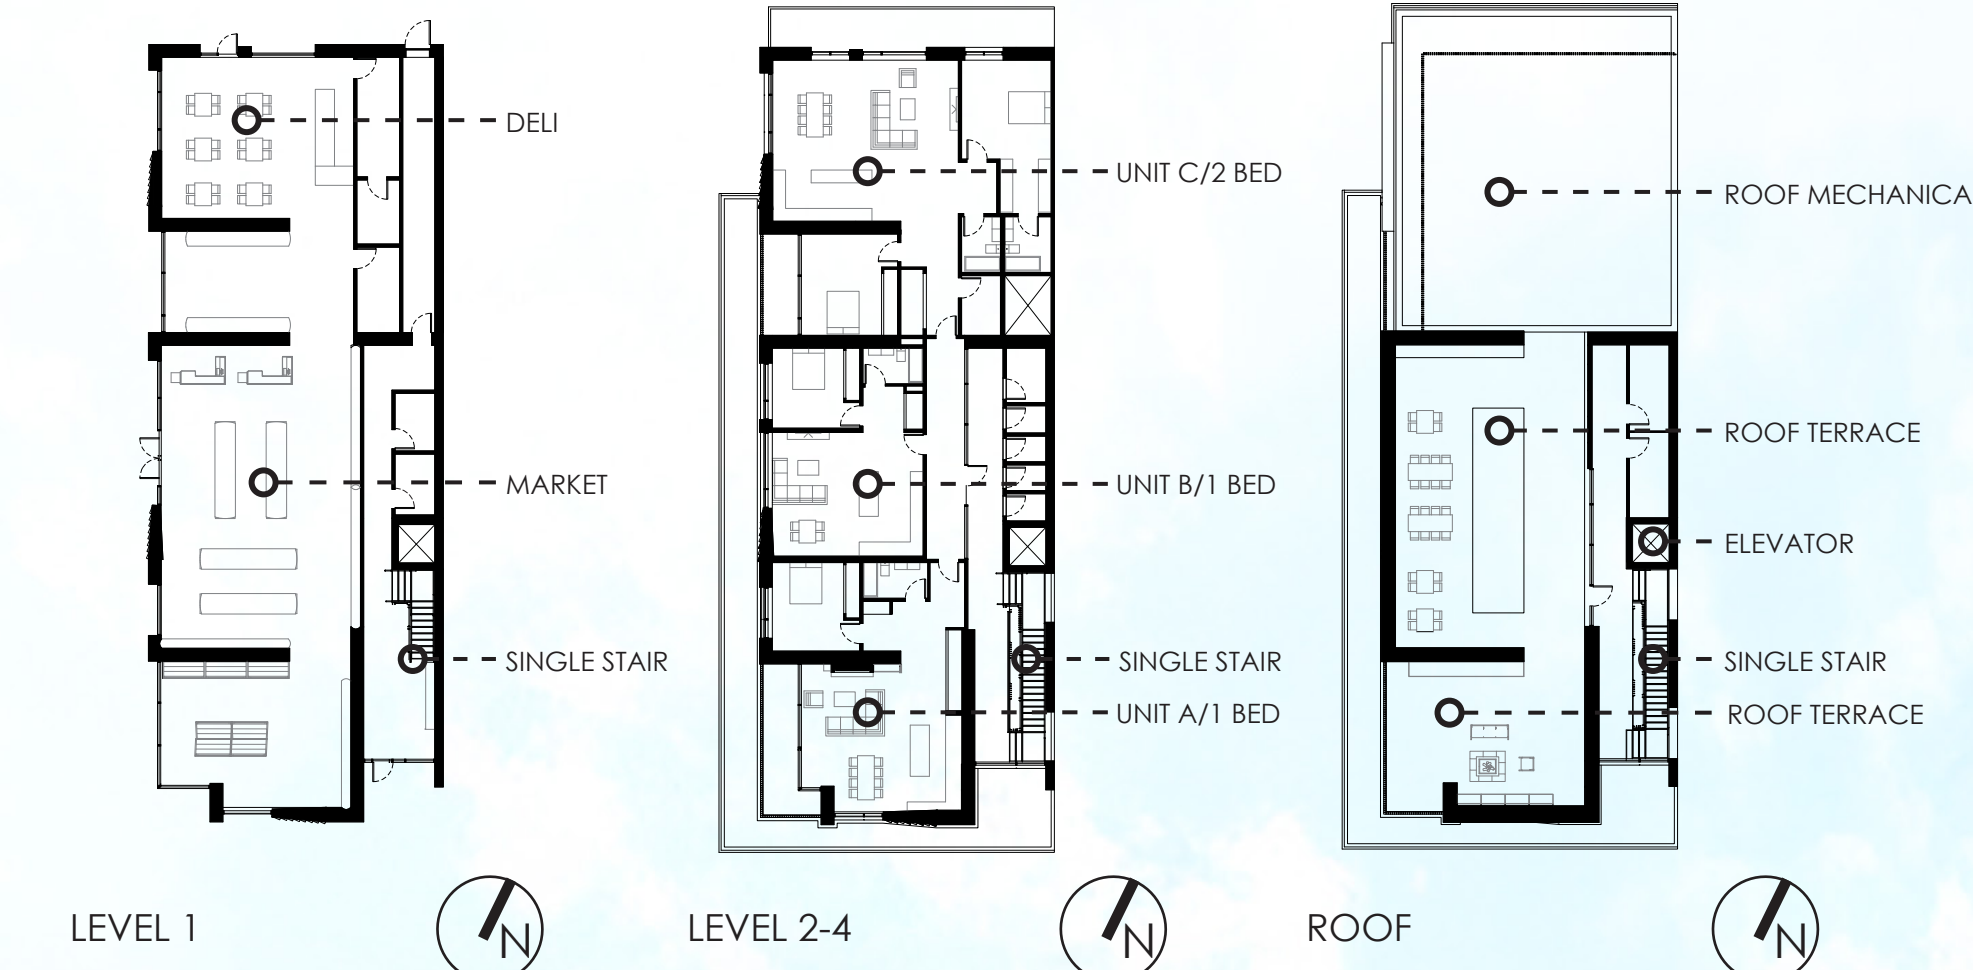 DELI
MARKET
SINGLE STAIR
LEVEL 1
N
UNIT C/2 BED
UNIT B/1 BED
SINGLE STAIR
UNIT A/1 BED
LEVEL 2-4
N
ROOF MECHANICA
ROOF TERRACE
ELEVATOR
SINGLE STAIR
ROOF TERRACE
ROOF
N